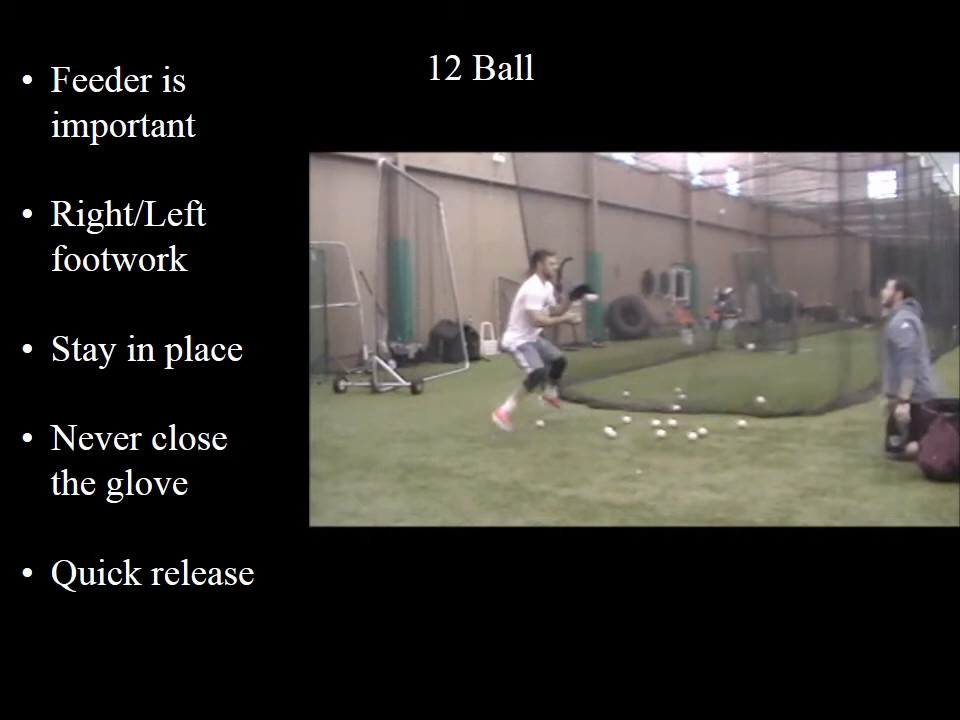 12 Ball
• Feeder is
important
• Right/Left
footwork
• Stay in place
• Never close
the glove
• Quick release